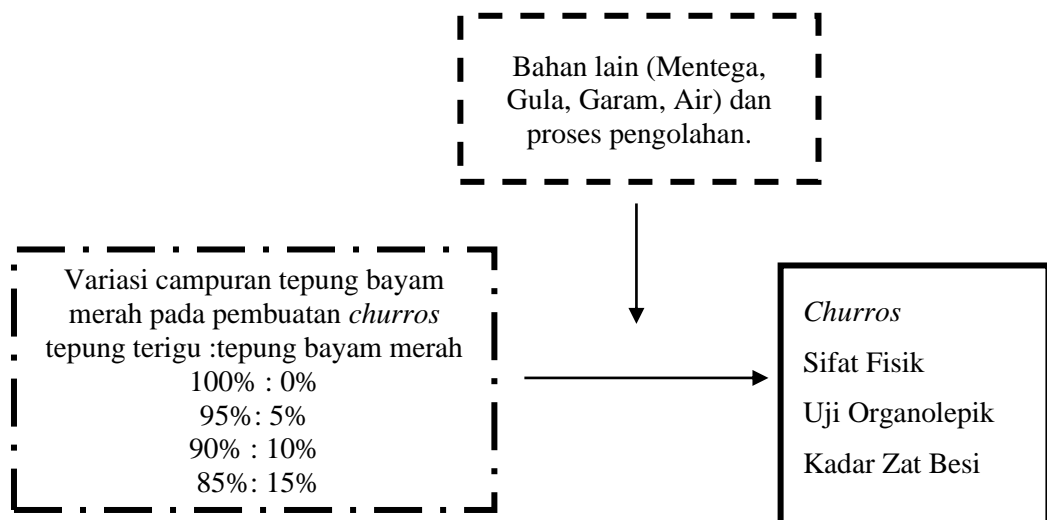 Bahan lain (Mentega,
Gula, Garam, Air) dan
proses pengolahan.
Variasi campuran tepung bayam
merah pada pembuatan churros
tepung terigu :tepung bayam merah
100% : 0%
95%: 5%
90% : 10%
85%: 15%
Churros
Sifat Fisik
Uji Organolepik
Kadar Zat Besi